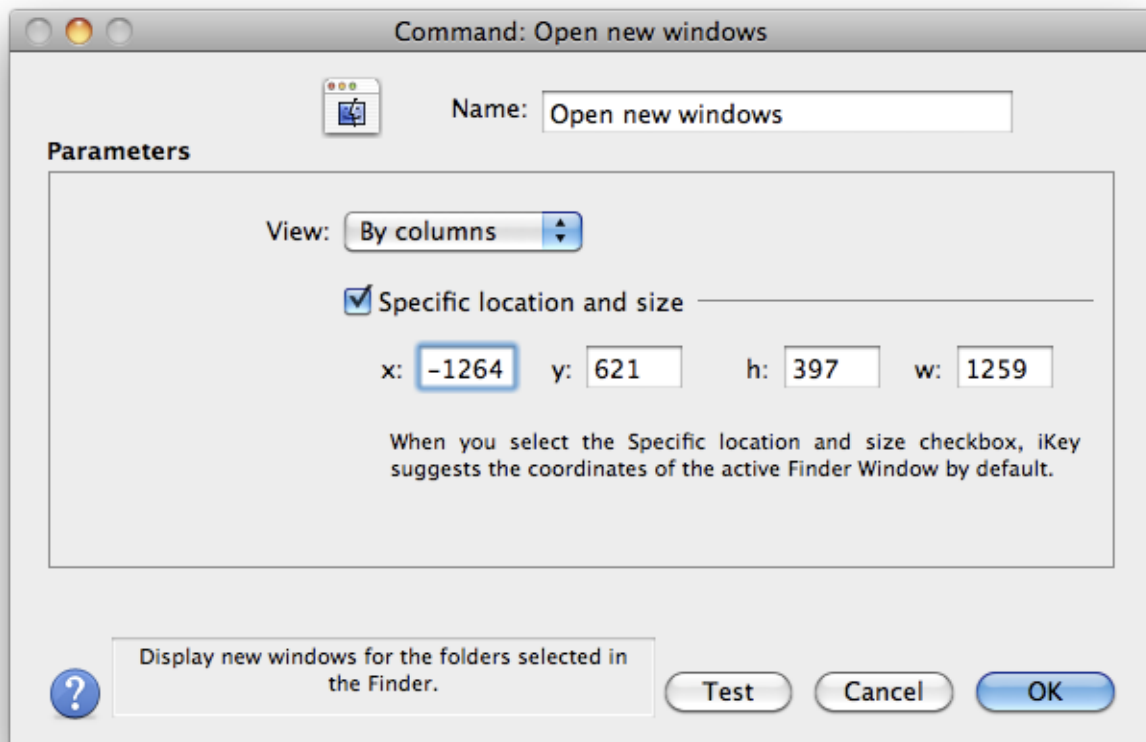 Command: Open new windows
Name: Open new windows
Parameters
View: By columns
Specific location and size
x: -1264 y: 621 h: 397 w: 1259
When you select the Specific location and size checkbox, iKey
suggests the coordinates of the active Finder Window by default.
Display new windows for the folders selected in
the Finder.
? Test Cancel OK